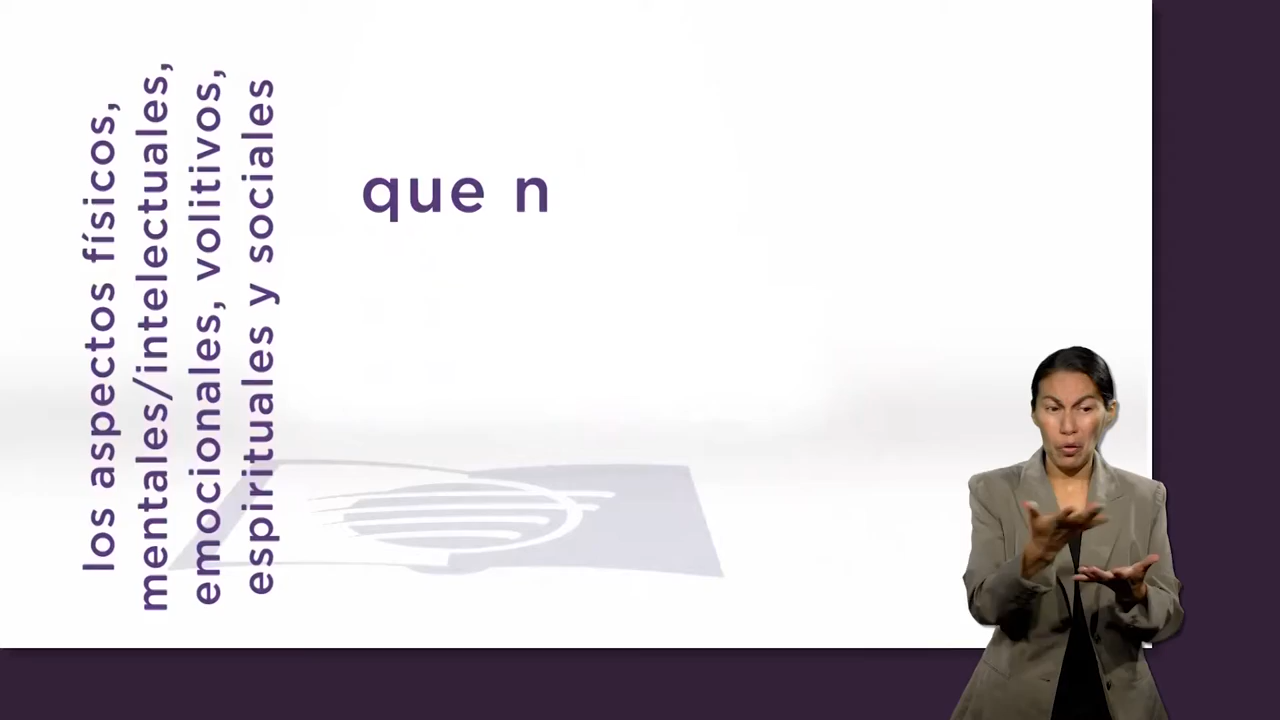 los aspectos físicos,
mentales/intelectuales,
emocionales, volitivos,
espirituales y sociales
que n